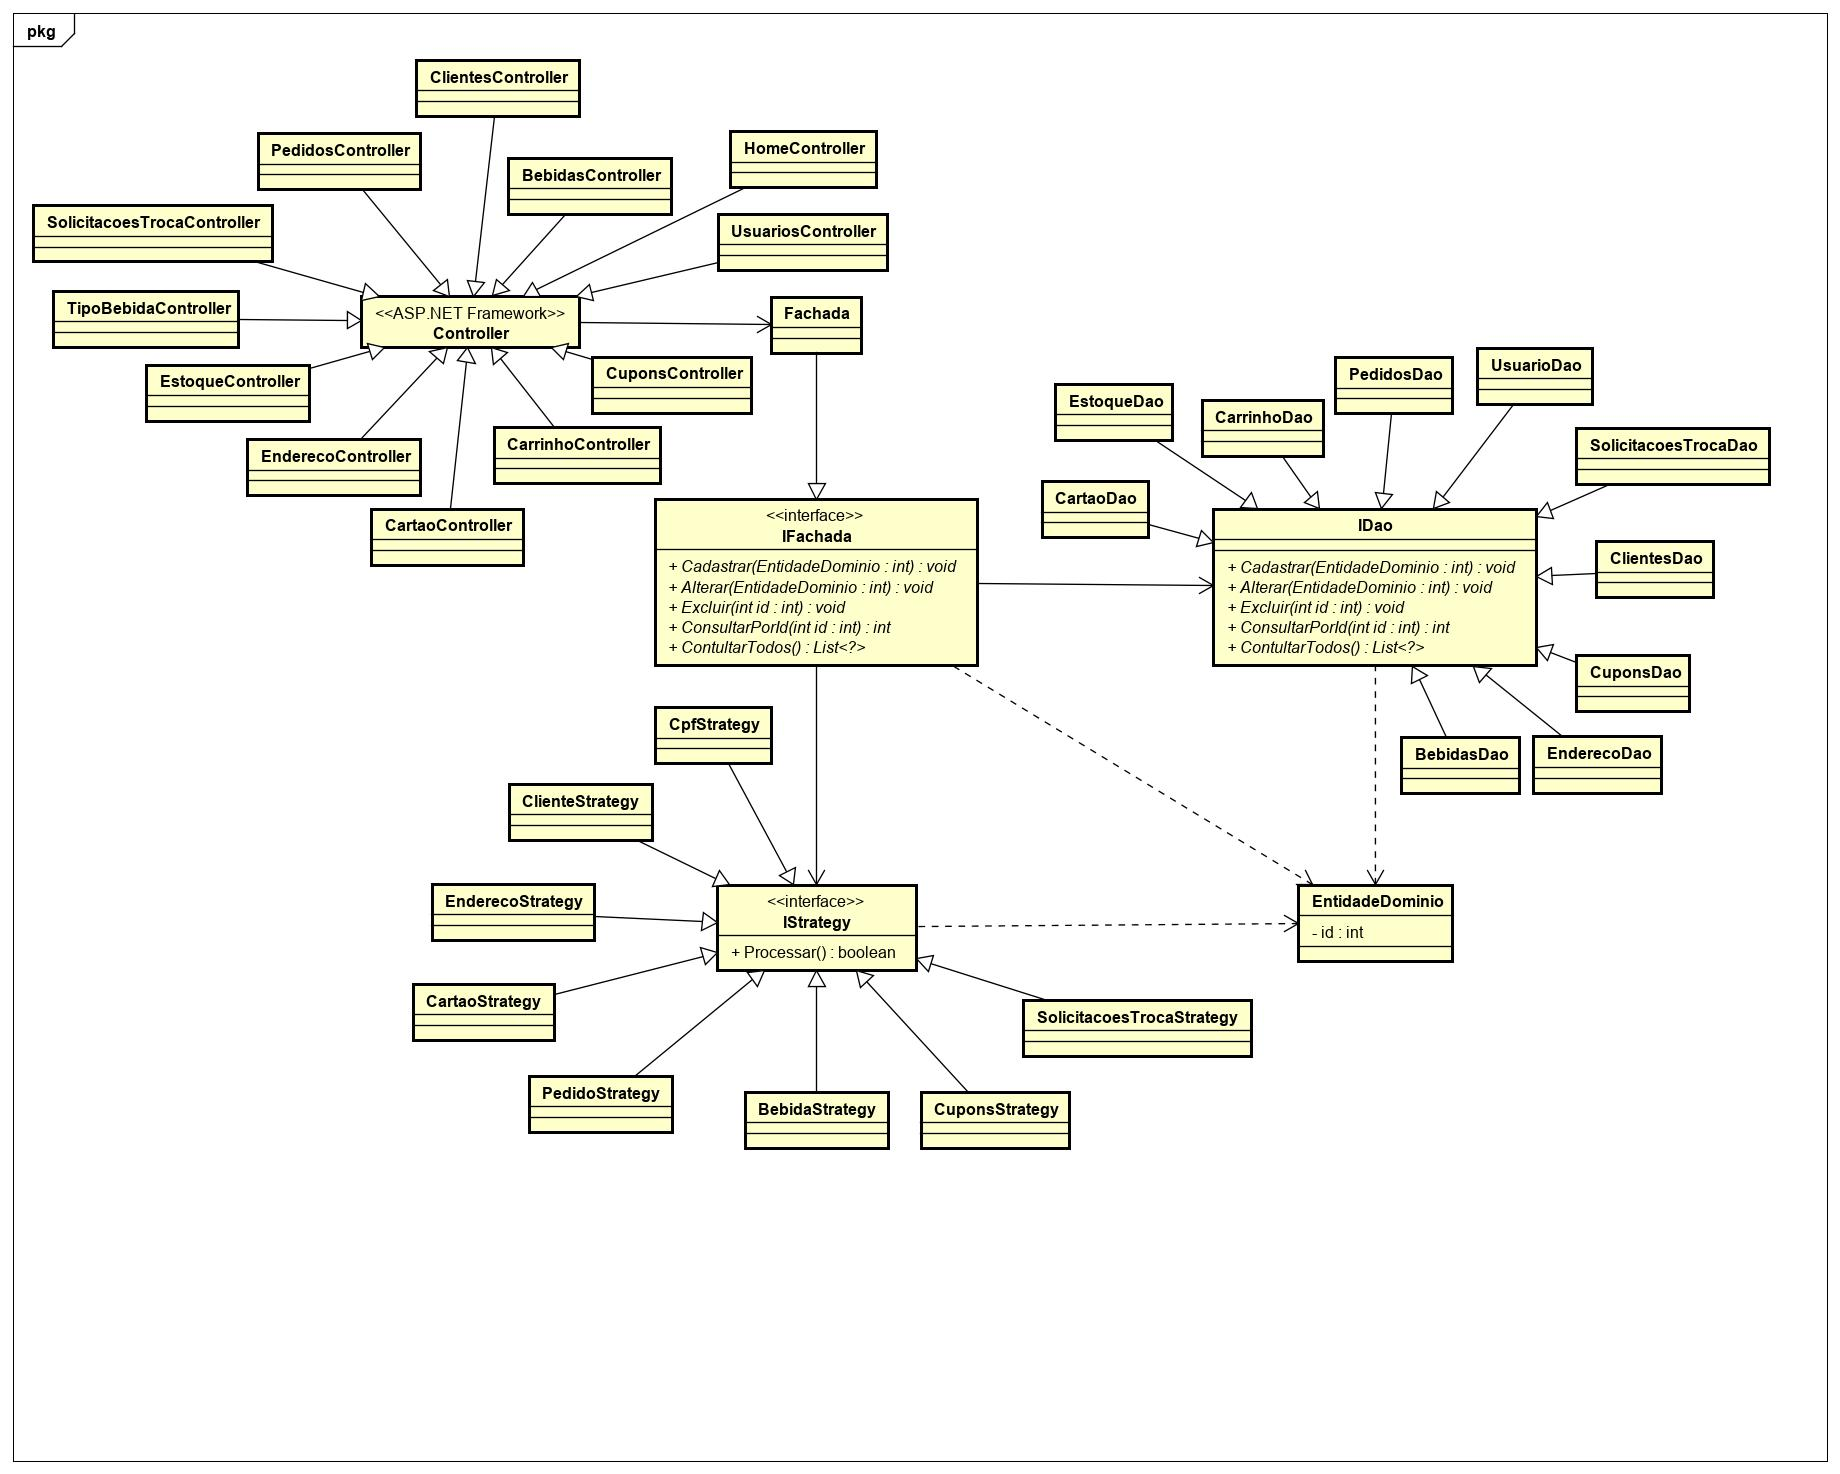 pkg
ClientesController
PedidosController
HomeController
BebidasController
SolicitacoesTrocaController
UsuariosController
TipoBebidaController
<<ASP.NET Framework>>
Controller
Fachada
EstoqueController
CuponsController
EnderecoController
CarrinhoController
CartaoController
EstoqueDao
CarrinhoDao
PedidosDao
UsuarioDao
SolicitacoesTrocaDao
CartaoDao
<<interface>>
IFachada
+ Cadastrar(EntidadeDominio : int) : void
+ Alterar(EntidadeDominio : int) : void
+ Excluir(int id : int) : void
+ ConsultarPorId(int id : int) : int
+ ContultarTodos() : List<?>
IDao
+ Cadastrar(EntidadeDominio : int) : void
+ Alterar(EntidadeDominio : int) : void
+ Excluir(int id : int) : void
+ ConsultarPorId(int id : int) : int
+ ContultarTodos() : List<?>
ClientesDao
CuponsDao
BebidasDao
EnderecoDao
CpfStrategy
ClienteStrategy
EnderecoStrategy
<<interface>>
IStrategy
+ Processar() : boolean
EntidadeDominio
- id : int
CartaoStrategy
SolicitacoesTrocaStrategy
PedidoStrategy
BebidaStrategy
CuponsStrategy